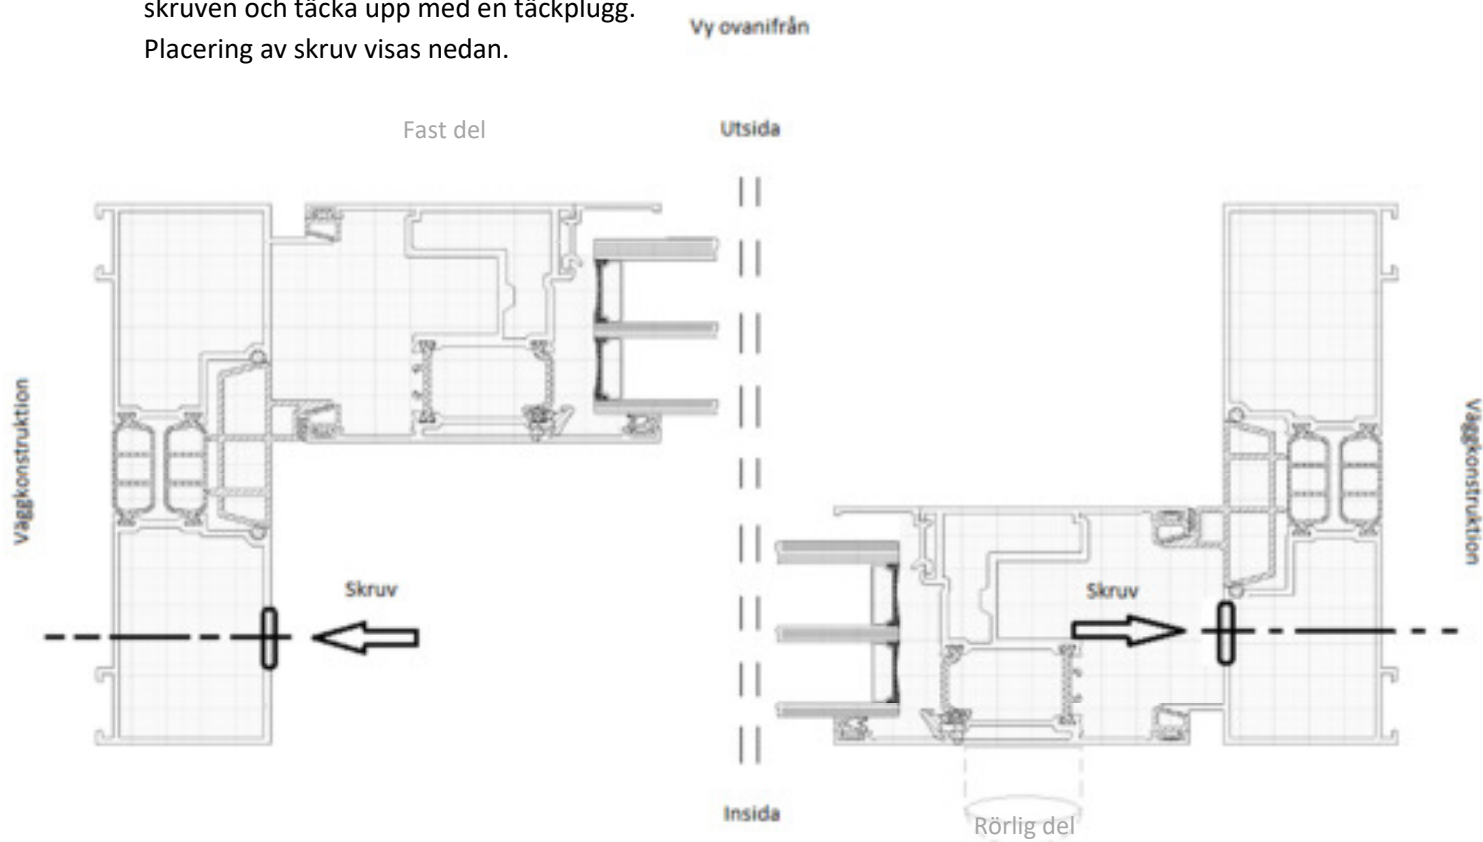 skruven och täcka upp med en täckplugg.
Vy ovanifrån
Placering av skruv visas nedan.
Fast del
Utsida
Väggkonstruktion
Väggkonstruktion
Skruv
Skruv
Insida
Rörlig del